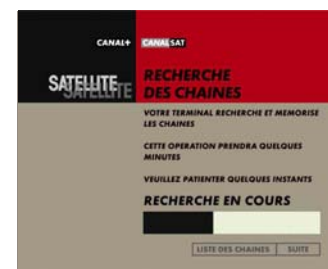 CANAL+ CANALSAT
SATELLITE
SATELLITE
RECHERCHE
DES CHAINES
VOTRE TERMINAL RECHERCHE ET MEMORISE
LES CHAINES
CETTE OPERATION PRENDRA QUELQUES
MINUTES
VEUILLEZ PATIENTER QUELQUES INSTANTS
RECHERCHE EN COURS
LISTE DES CHAINES SUITE